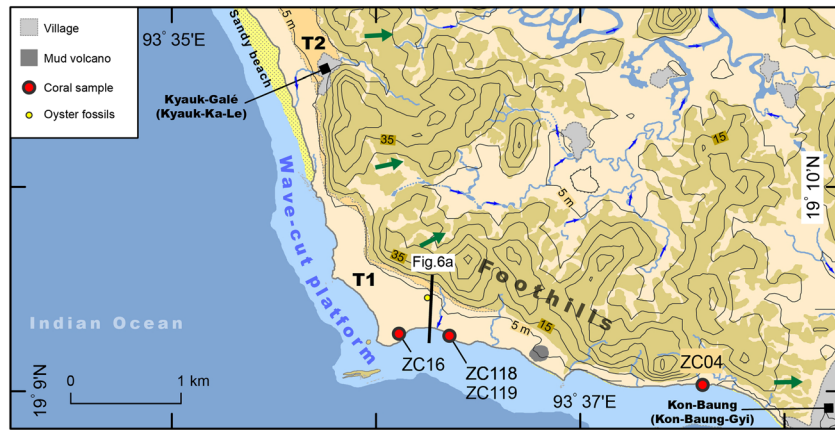 Village
Mud volcano
Coral sample
Oyster fossils
93° 35'E
5 m
T2
Sandy beach
Kyauk-Galé
(Kyauk-Ka-Le)
35
15
5 m
19° 10'N
5 m
Wave-cut platform
35
Fig.6a
Foothills
T1
Indian Ocean
5 m
15
ZC16
ZC118
ZC119
ZC04
0
1 km
19° 9'N
93° 37'E
Kon-Baung
(Kon-Baung-Gyi)